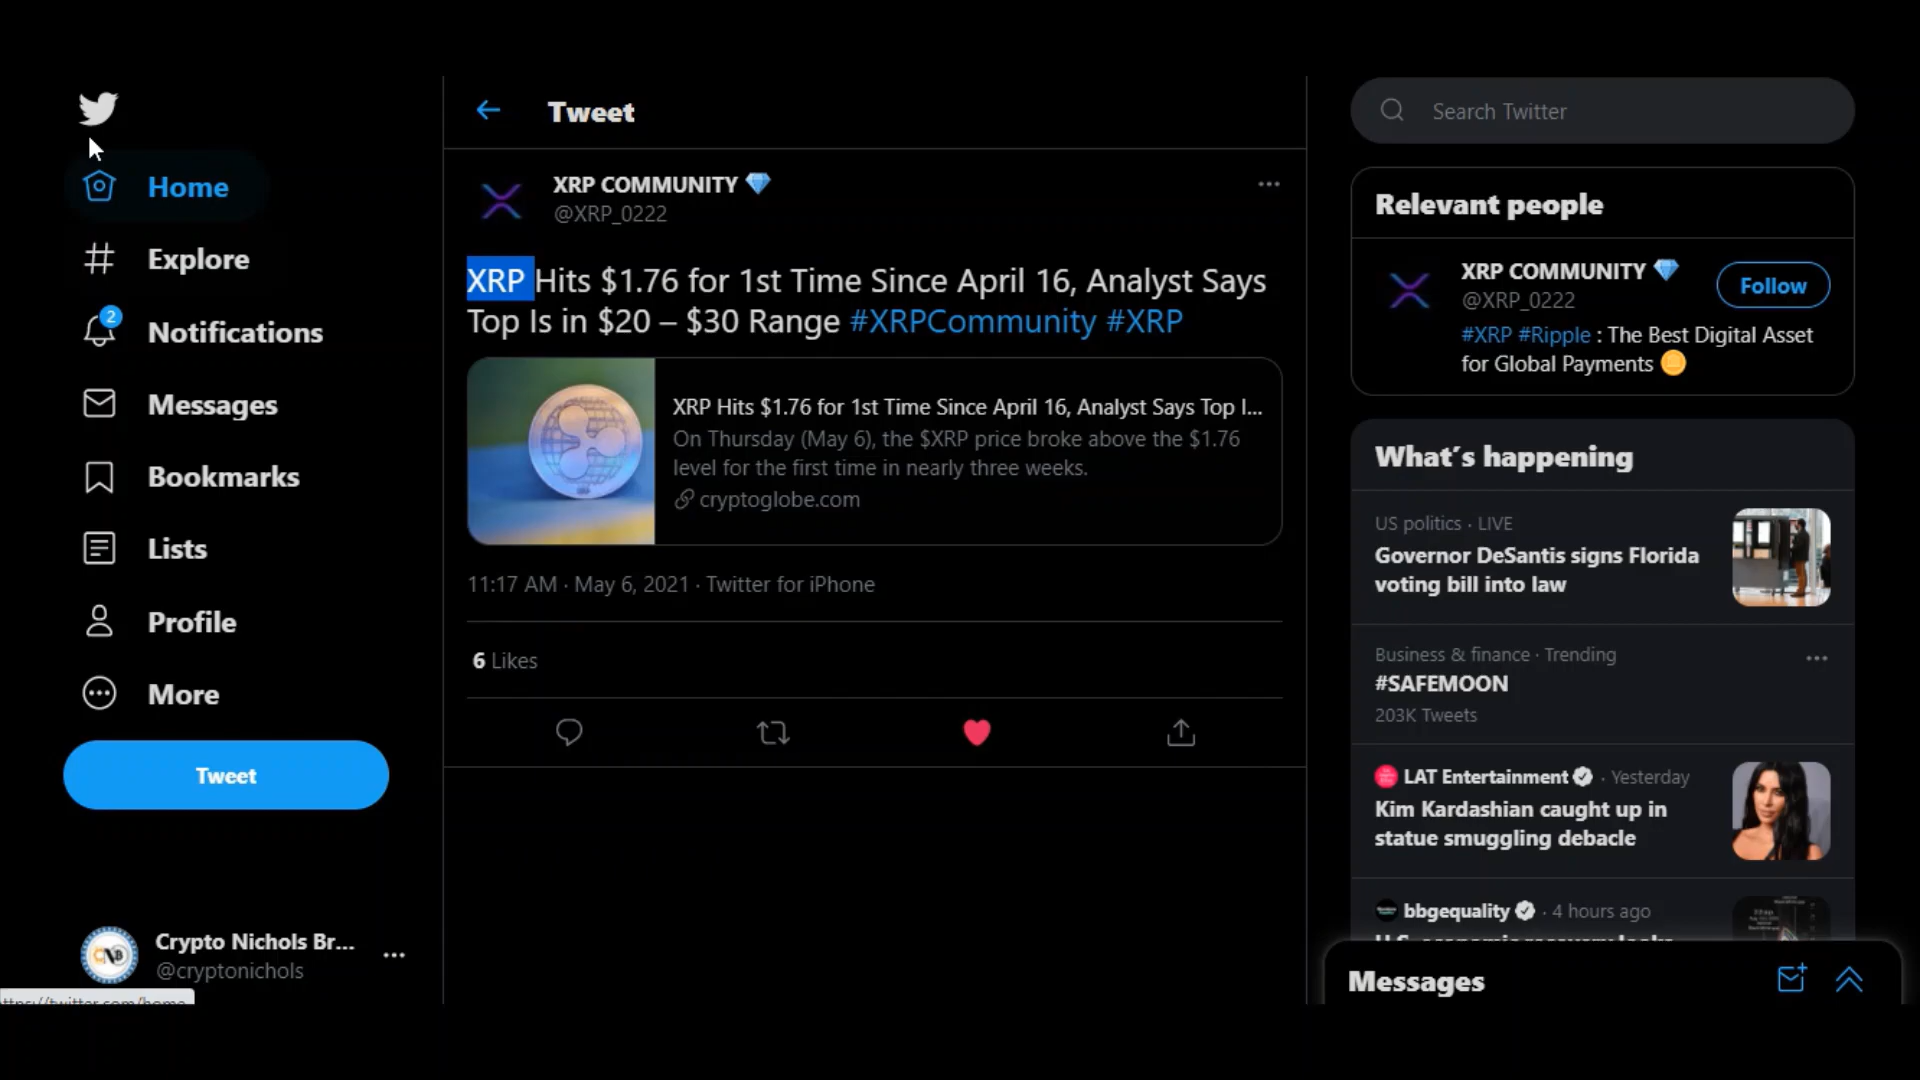 Home
Explore
2
Notifications
Messages
Bookmarks
Lists
Profile
More
Tweet
Crypto Nichols Br...
@cryptonichols
Tweet
XRP COMMUNITY
@XRP_0222
XRP Hits $1.76 for 1st Time Since April 16, Analyst Says
Top Is in $20 – $30 Range #XRPCommunity #XRP
XRP Hits $1.76 for 1st Time Since April 16, Analyst Says Top I...
On Thursday (May 6), the $XRP price broke above the $1.76
level for the first time in nearly three weeks.
cryptoglobe.com
11:17 AM · May 6, 2021 · Twitter for iPhone
6 Likes
Search Twitter
Relevant people
XRP COMMUNITY
@XRP_0222
Follow
#XRP #Ripple : The Best Digital Asset
for Global Payments
What's happening
US politics · LIVE
Governor DeSantis signs Florida
voting bill into law
Business & finance · Trending
#SAFEMOON
203K Tweets
LAT Entertainment · Yesterday
Kim Kardashian caught up in
statue smuggling debacle
bbgequality · 4 hours ago
Messages